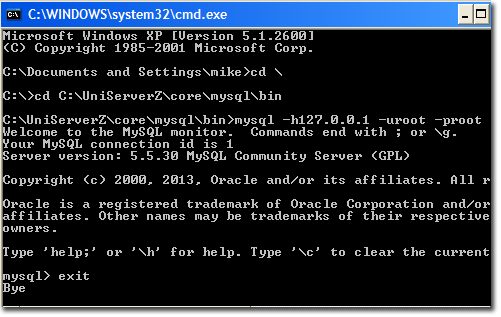 C:\WINDOWS\system32\cmd.exe
Microsoft Windows XP [Version 5.1.2600]
(C) Copyright 1985-2001 Microsoft Corp.
C:\Documents and Settings\mike>cd \
C:\>cd C:\UniServerZ\core\mysql\bin
C:\UniServerZ\core\mysql\bin>mysql -h127.0.0.1 -uroot -proot
Welcome to the MySQL monitor.  Commands end with ; or \g.
Your MySQL connection id is 1
Server version: 5.5.30 MySQL Community Server (GPL)
Copyright (c) 2000, 2013, Oracle and/or its affiliates. All r
Oracle is a registered trademark of Oracle Corporation and/or
affiliates. Other names may be trademarks of their respective
owners.
Type 'help;' or '\h' for help. Type '\c' to clear the current
mysql> exit
Bye